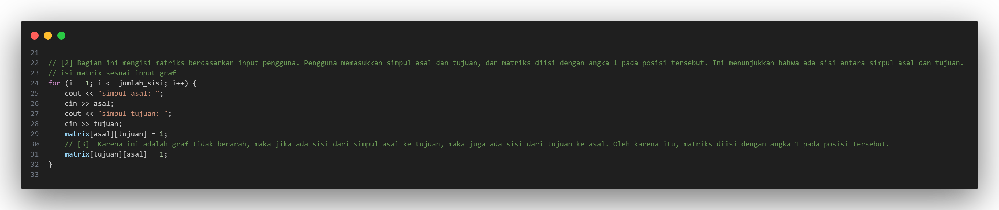 21
22 // [2] Bagian ini mengisi matriks berdasarkan input pengguna. Pengguna memasukkan simpul asal dan tujuan, dan matriks diisi dengan angka 1 pada posisi tersebut. Ini menunjukkan bahwa ada sisi antara simpul asal dan tujuan.
23 // isi matrix sesuai input graf
24 for (i = 1; i <= jumlah_sisi; i++) {
25     cout << "simpul asal: ";
26     cin >> asal;
27     cout << "simpul tujuan: ";
28     cin >> tujuan;
29     matrix[asal][tujuan] = 1;
30     // [3]  Karena ini adalah graf tidak berarah, maka jika ada sisi dari simpul asal ke tujuan, maka juga ada sisi dari tujuan ke asal. Oleh karena itu, matriks diisi dengan angka 1 pada posisi tersebut.
31     matrix[tujuan][asal] = 1;
32 }
33